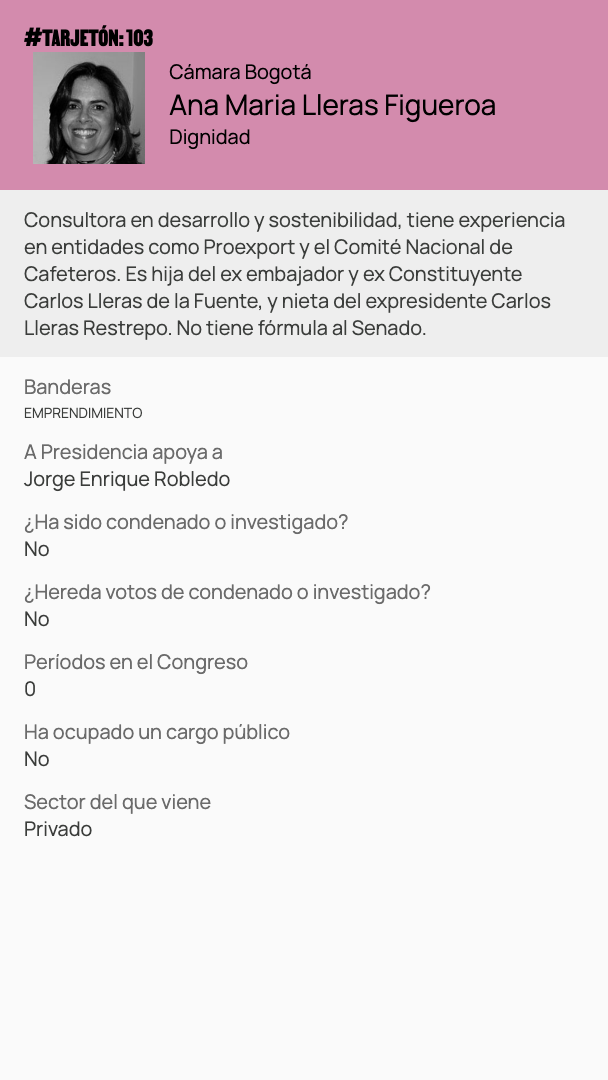 #TARJETÓN: 103
Cámara Bogotá
Ana Maria Lleras Figueroa
Dignidad
Consultora en desarrollo y sostenibilidad, tiene experiencia
en entidades como Proexport y el Comité Nacional de
Cafeteros. Es hija del ex embajador y ex Constituyente
Carlos Lleras de la Fuente, y nieta del expresidente Carlos
Lleras Restrepo. No tiene fórmula al Senado.
Banderas
EMPRENDIMIENTO
A Presidencia apoya a
Jorge Enrique Robledo
¿Ha sido condenado o investigado?
No
¿Hereda votos de condenado o investigado?
No
Períodos en el Congreso
0
Ha ocupado un cargo público
No
Sector del que viene
Privado